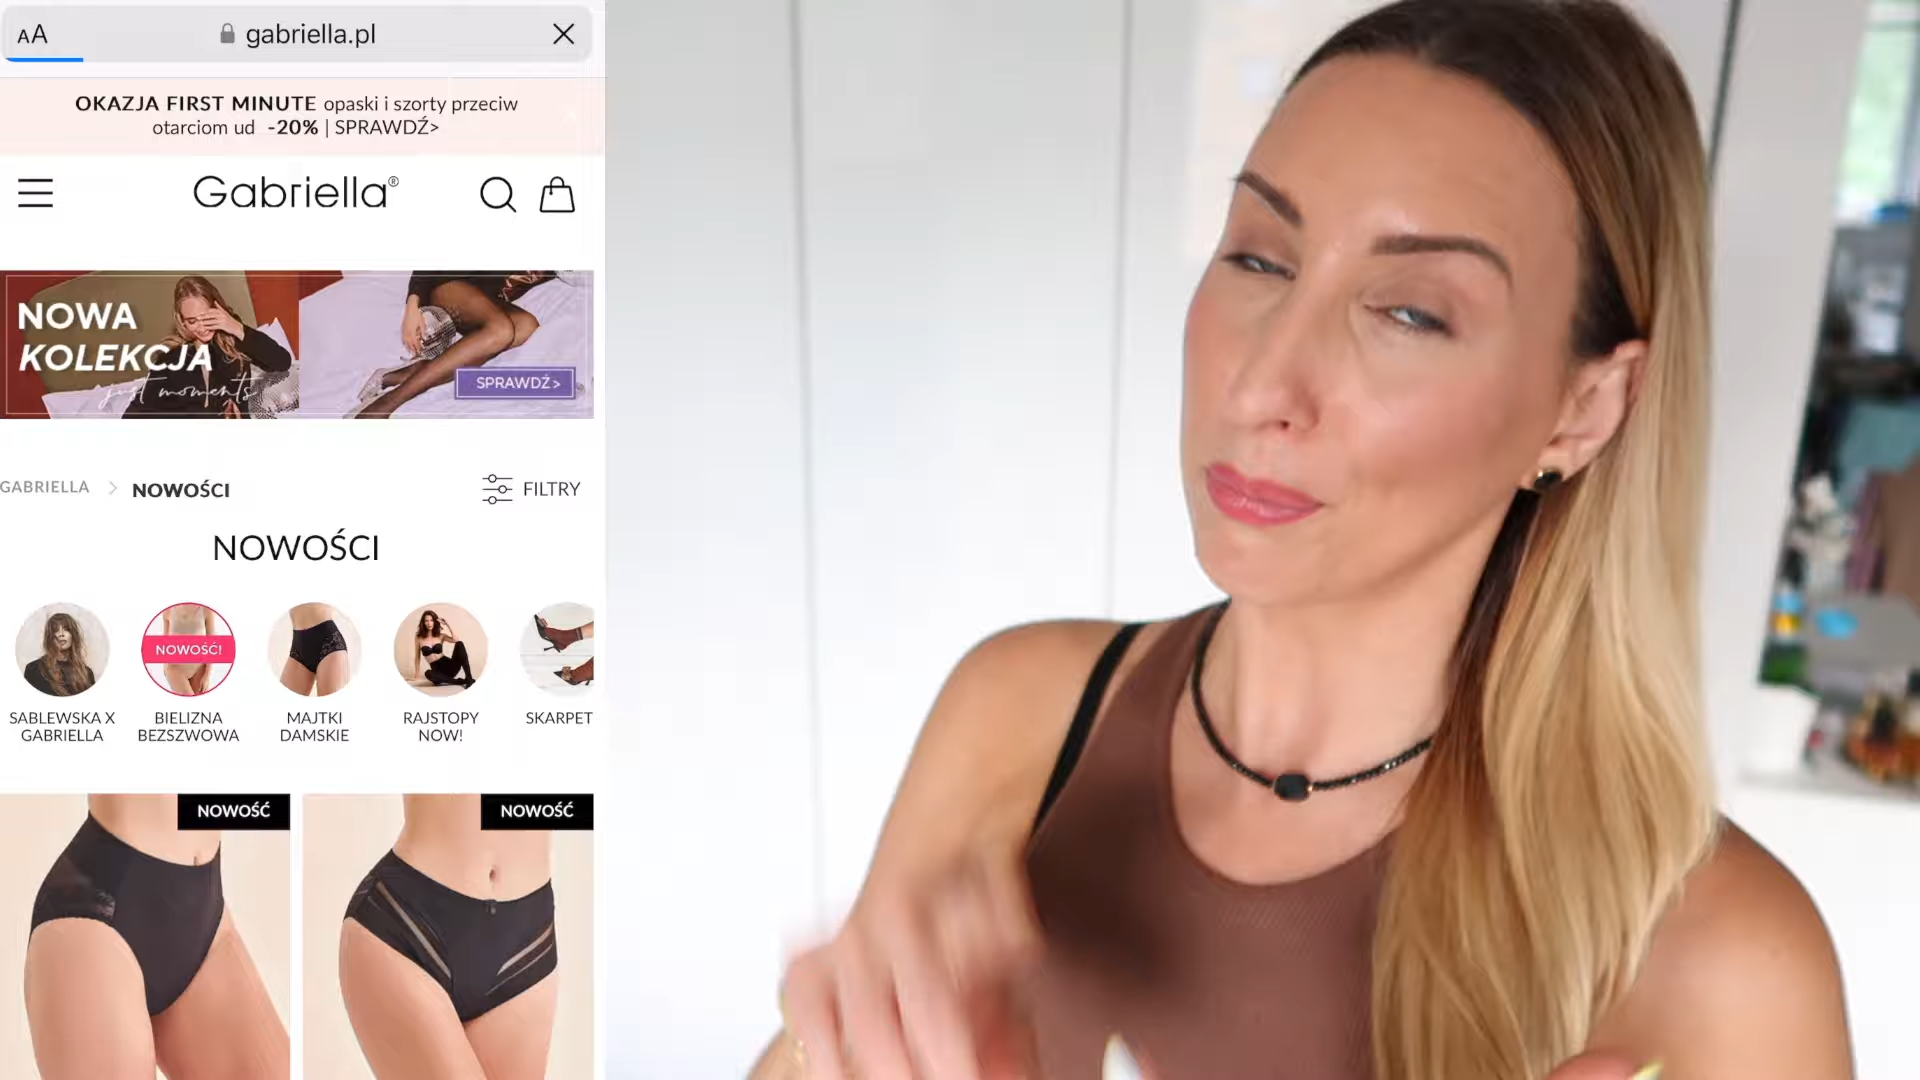 AA
gabriella.pl
OKAZJA FIRST MINUTE opaski i szorty przeciw
otarciom ud -20% | SPRAWDŹ>
Gabriella®
NOWA
KOLEKCJA
just moments
SPRAWDŹ >
GABRIELLA > NOWOŚCI
FILTRY
NOWOŚCI
NOWOŚĆ!
SABLEWSKA X
GABRIELLA
BIELIZNA
BEZSZWOWA
MAJTKI
DAMSKIE
RAJSTOPY
NOW!
SKARPET
NOWOŚĆ
NOWOŚĆ